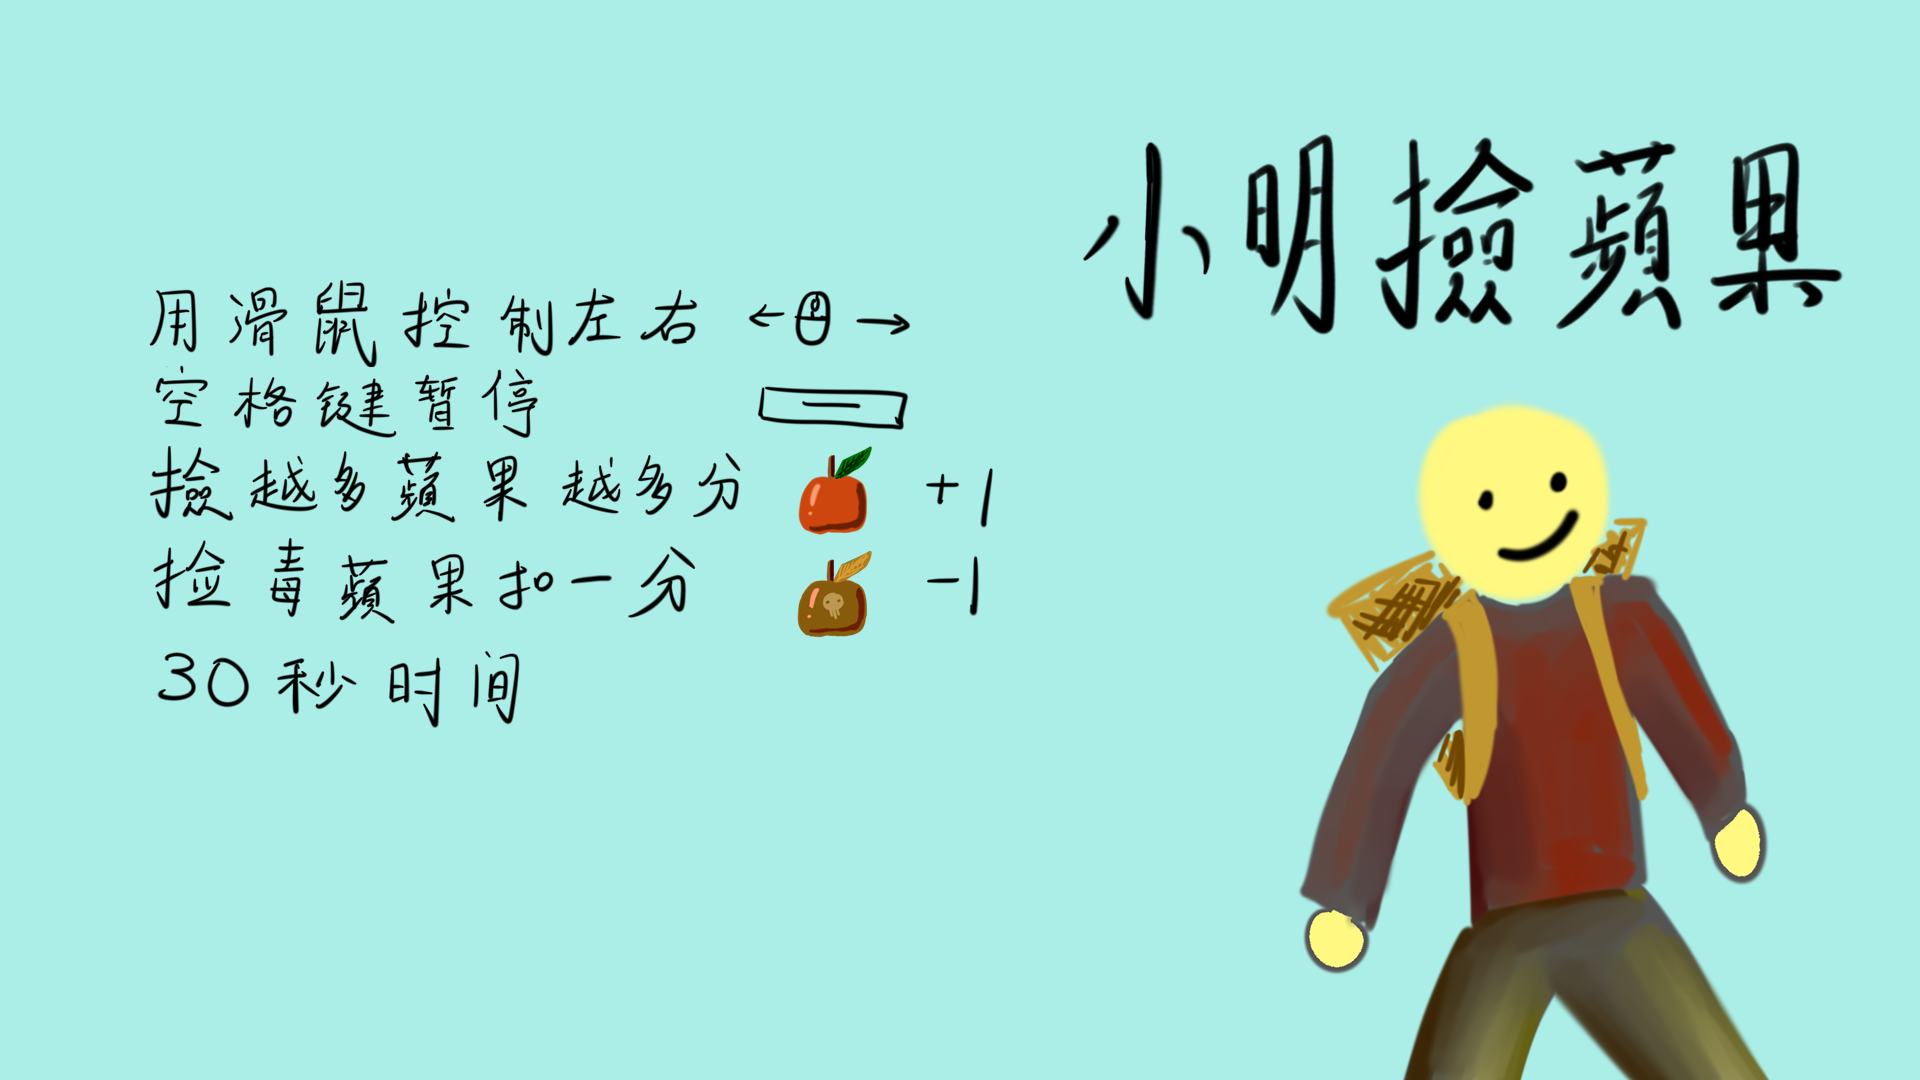 小明撿蘋果
用滑鼠控制左右
空格键暂停
撿越多蘋果越多分 +1
捡毒蘋果扣一分 -1
30秒时间